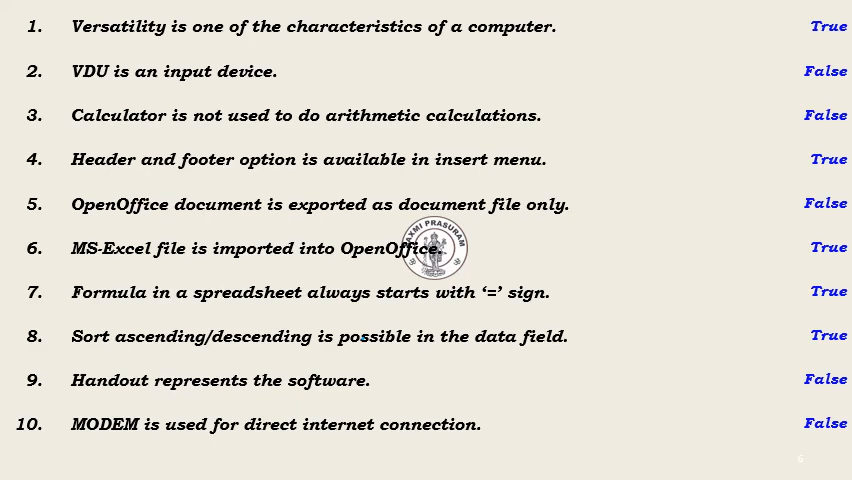 1. Versatility is one of the characteristics of a computer. True
2. VDU is an input device. False
3. Calculator is not used to do arithmetic calculations. False
4. Header and footer option is available in insert menu. True
5. OpenOffice document is exported as document file only. False
6. MS-Excel file is imported into OpenOffice. True
7. Formula in a spreadsheet always starts with ‘=’ sign. True
8. Sort ascending/descending is possible in the data field. True
9. Handout represents the software. False
10. MODEM is used for direct internet connection. False
6